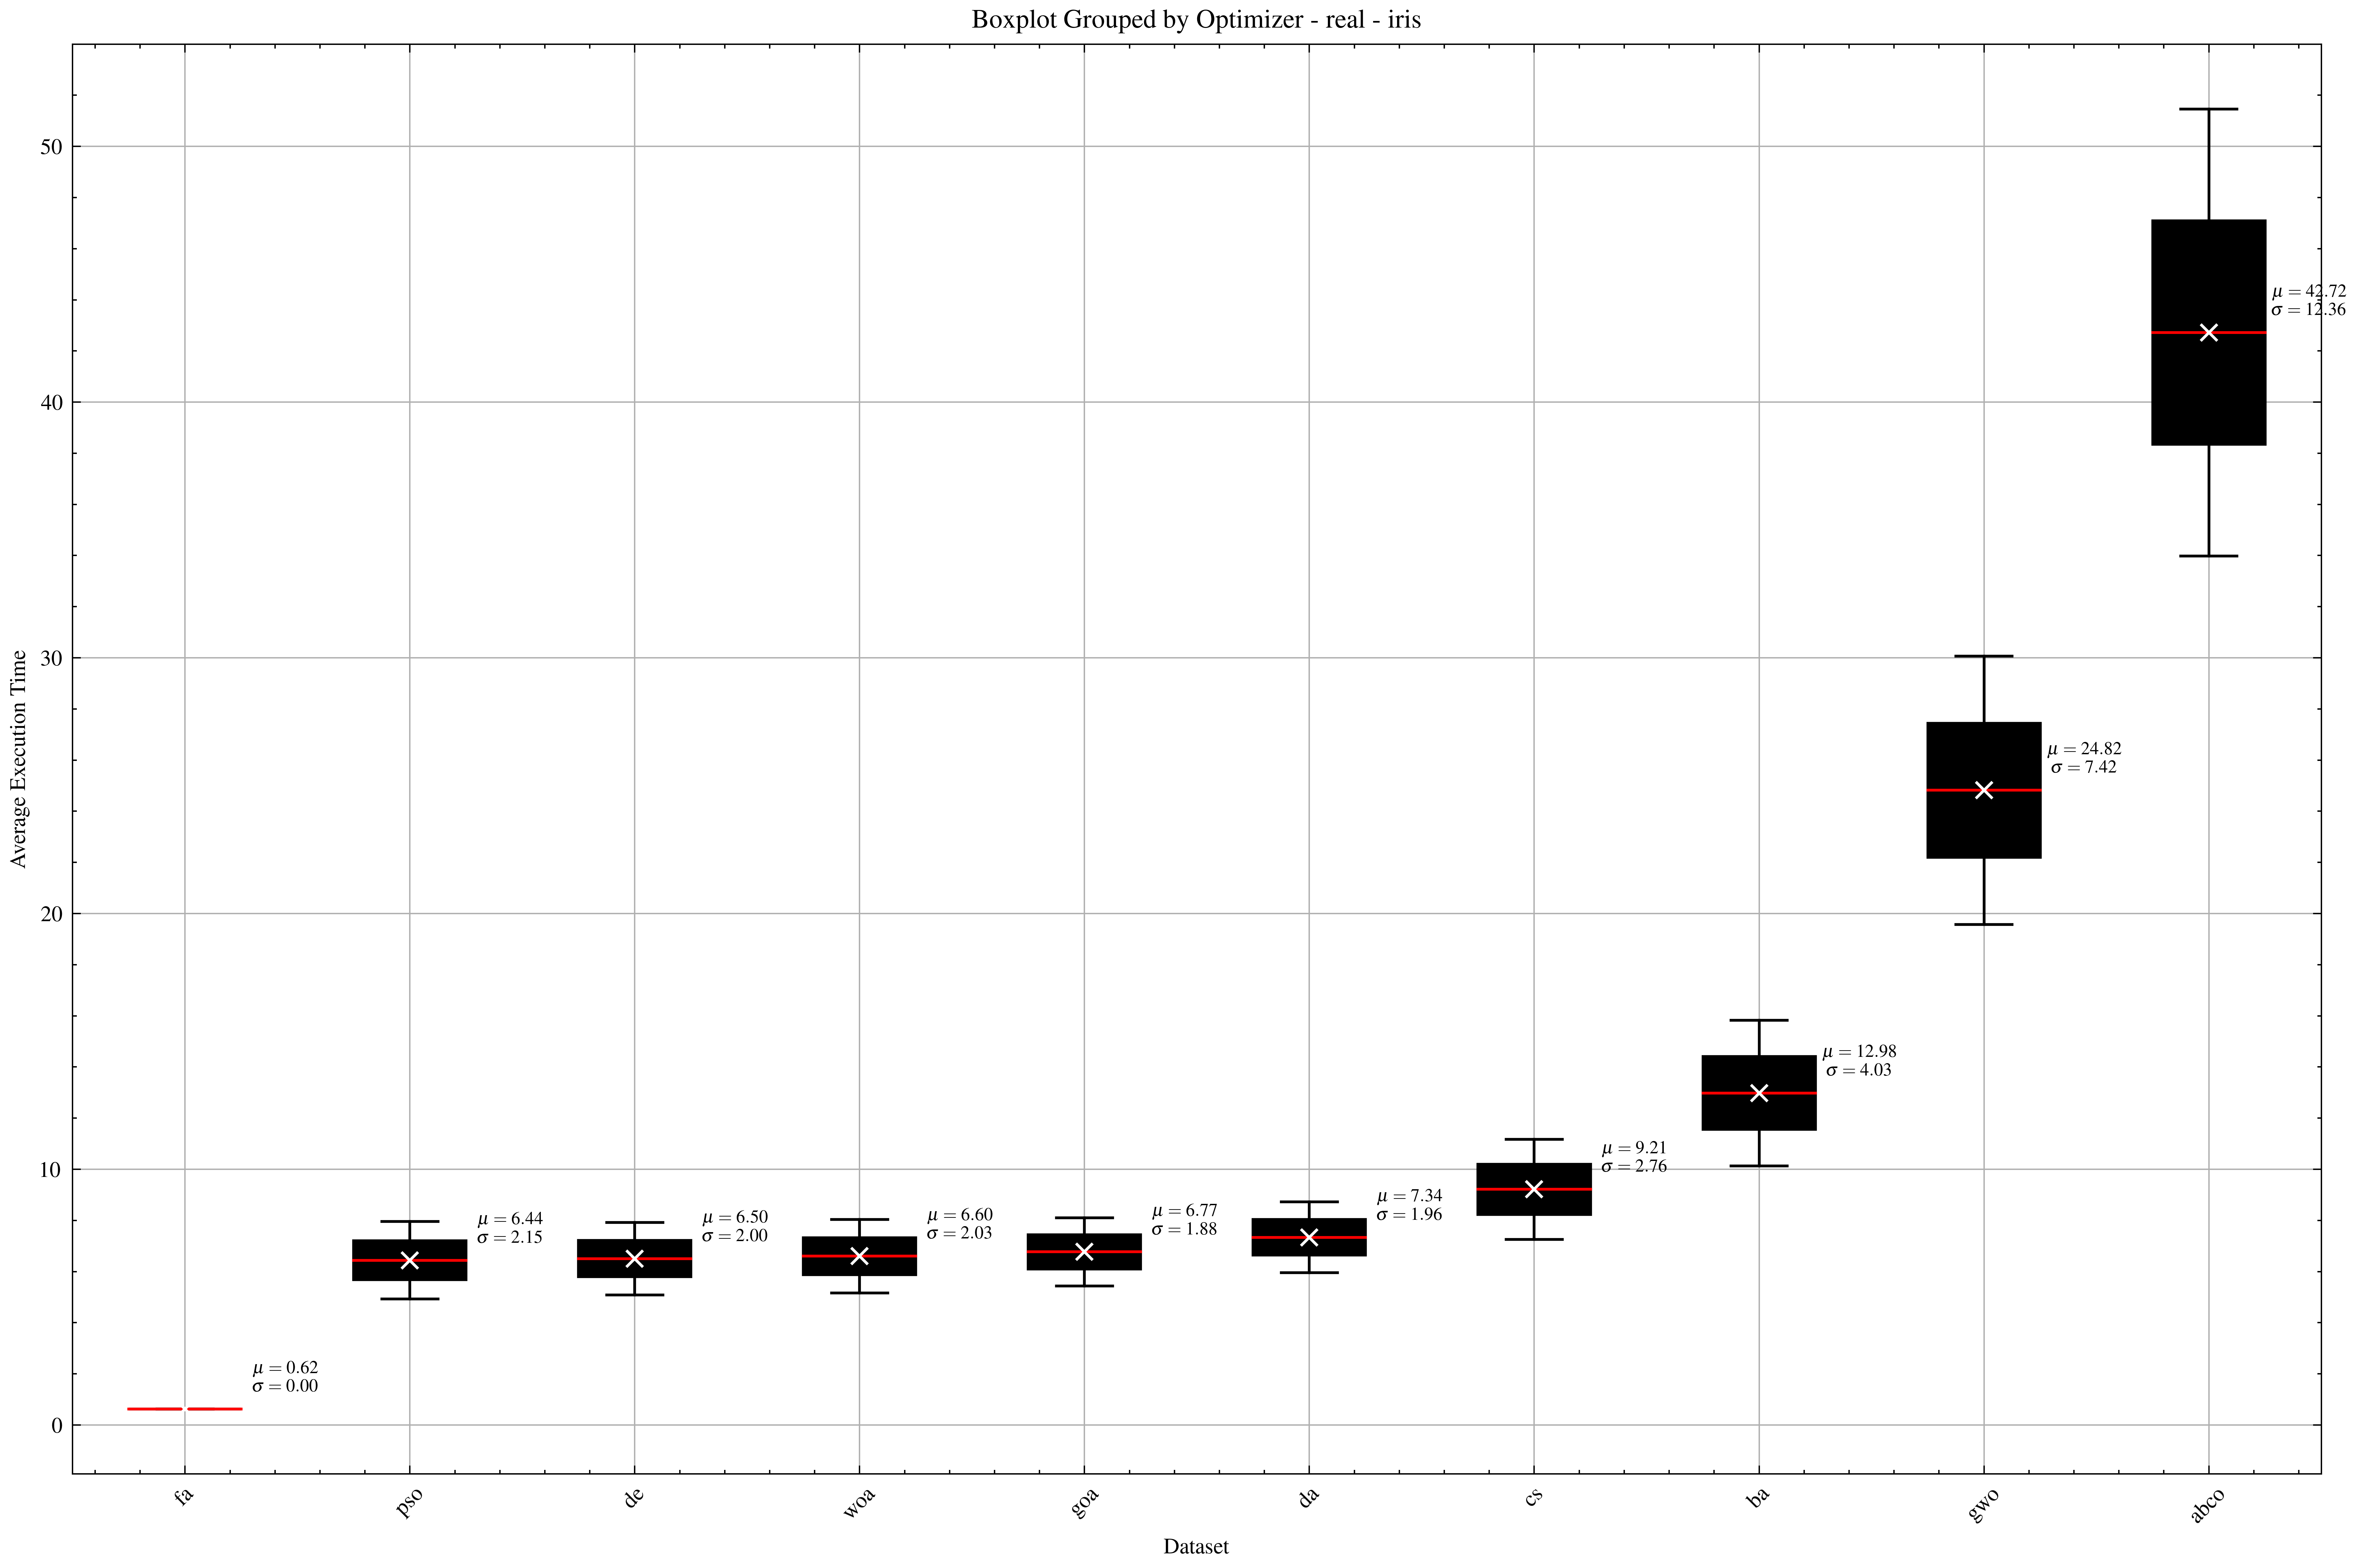 Boxplot Grouped by Optimizer - real - iris
Average Execution Time
50
40
30
20
10
0
μ = 0.62
σ = 0.00
μ = 6.44
σ = 2.15
μ = 6.50
σ = 2.00
μ = 6.60
σ = 2.03
μ = 6.77
σ = 1.88
μ = 7.34
σ = 1.96
μ = 9.21
σ = 2.76
μ = 12.98
σ = 4.03
μ = 24.82
σ = 7.42
μ = 42.72
σ = 12.36
fa
pso
de
woa
goa
da
cs
ba
gwo
abco
Dataset